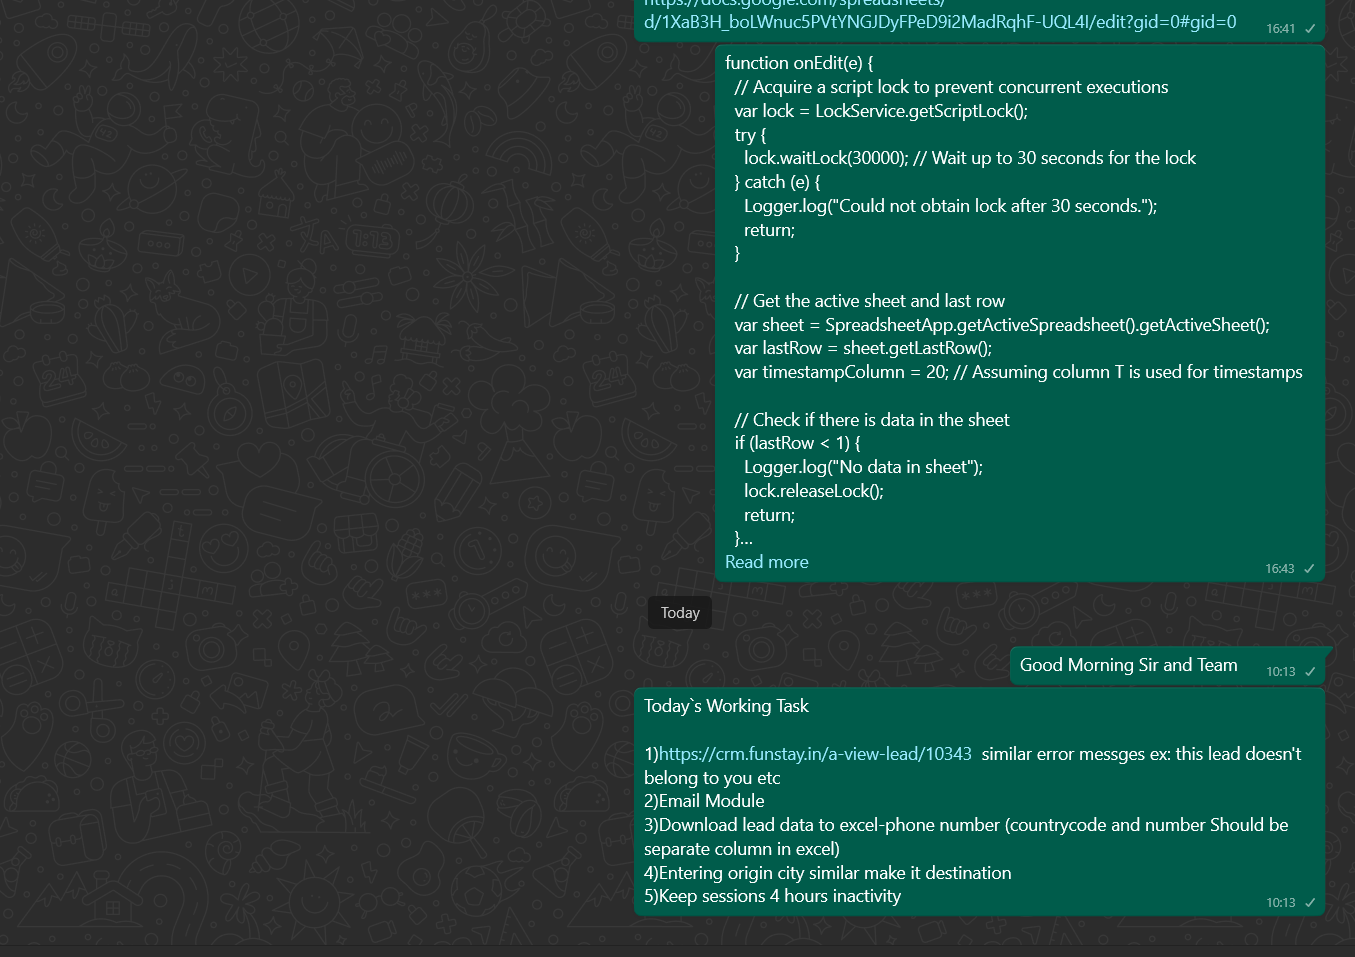 https://docs.google.com/spreadsheets/
d/1XaB3H_boLWnuc5PVtYNGJDyFPeD9i2MadRqhF-UQL4I/edit?gid=0#gid=0
16:41
function onEdit(e) {
// Acquire a script lock to prevent concurrent executions
var lock = LockService.getScriptLock();
try {
lock.waitLock(30000); // Wait up to 30 seconds for the lock
} catch (e) {
Logger.log("Could not obtain lock after 30 seconds.");
return;
}
// Get the active sheet and last row
var sheet = SpreadsheetApp.getActiveSpreadsheet().getActiveSheet();
var lastRow = sheet.getLastRow();
var timestampColumn = 20; // Assuming column T is used for timestamps
// Check if there is data in the sheet
if (lastRow < 1) {
Logger.log("No data in sheet");
lock.releaseLock();
return;
}...
Read more
16:43
Today
Good Morning Sir and Team
10:13
Today`s Working Task
1)https://crm.funstay.in/a-view-lead/10343  similar error messges ex: this lead doesn't
belong to you etc
2)Email Module
3)Download lead data to excel-phone number (countrycode and number Should be
separate column in excel)
4)Entering origin city similar make it destination
5)Keep sessions 4 hours inactivity
10:13